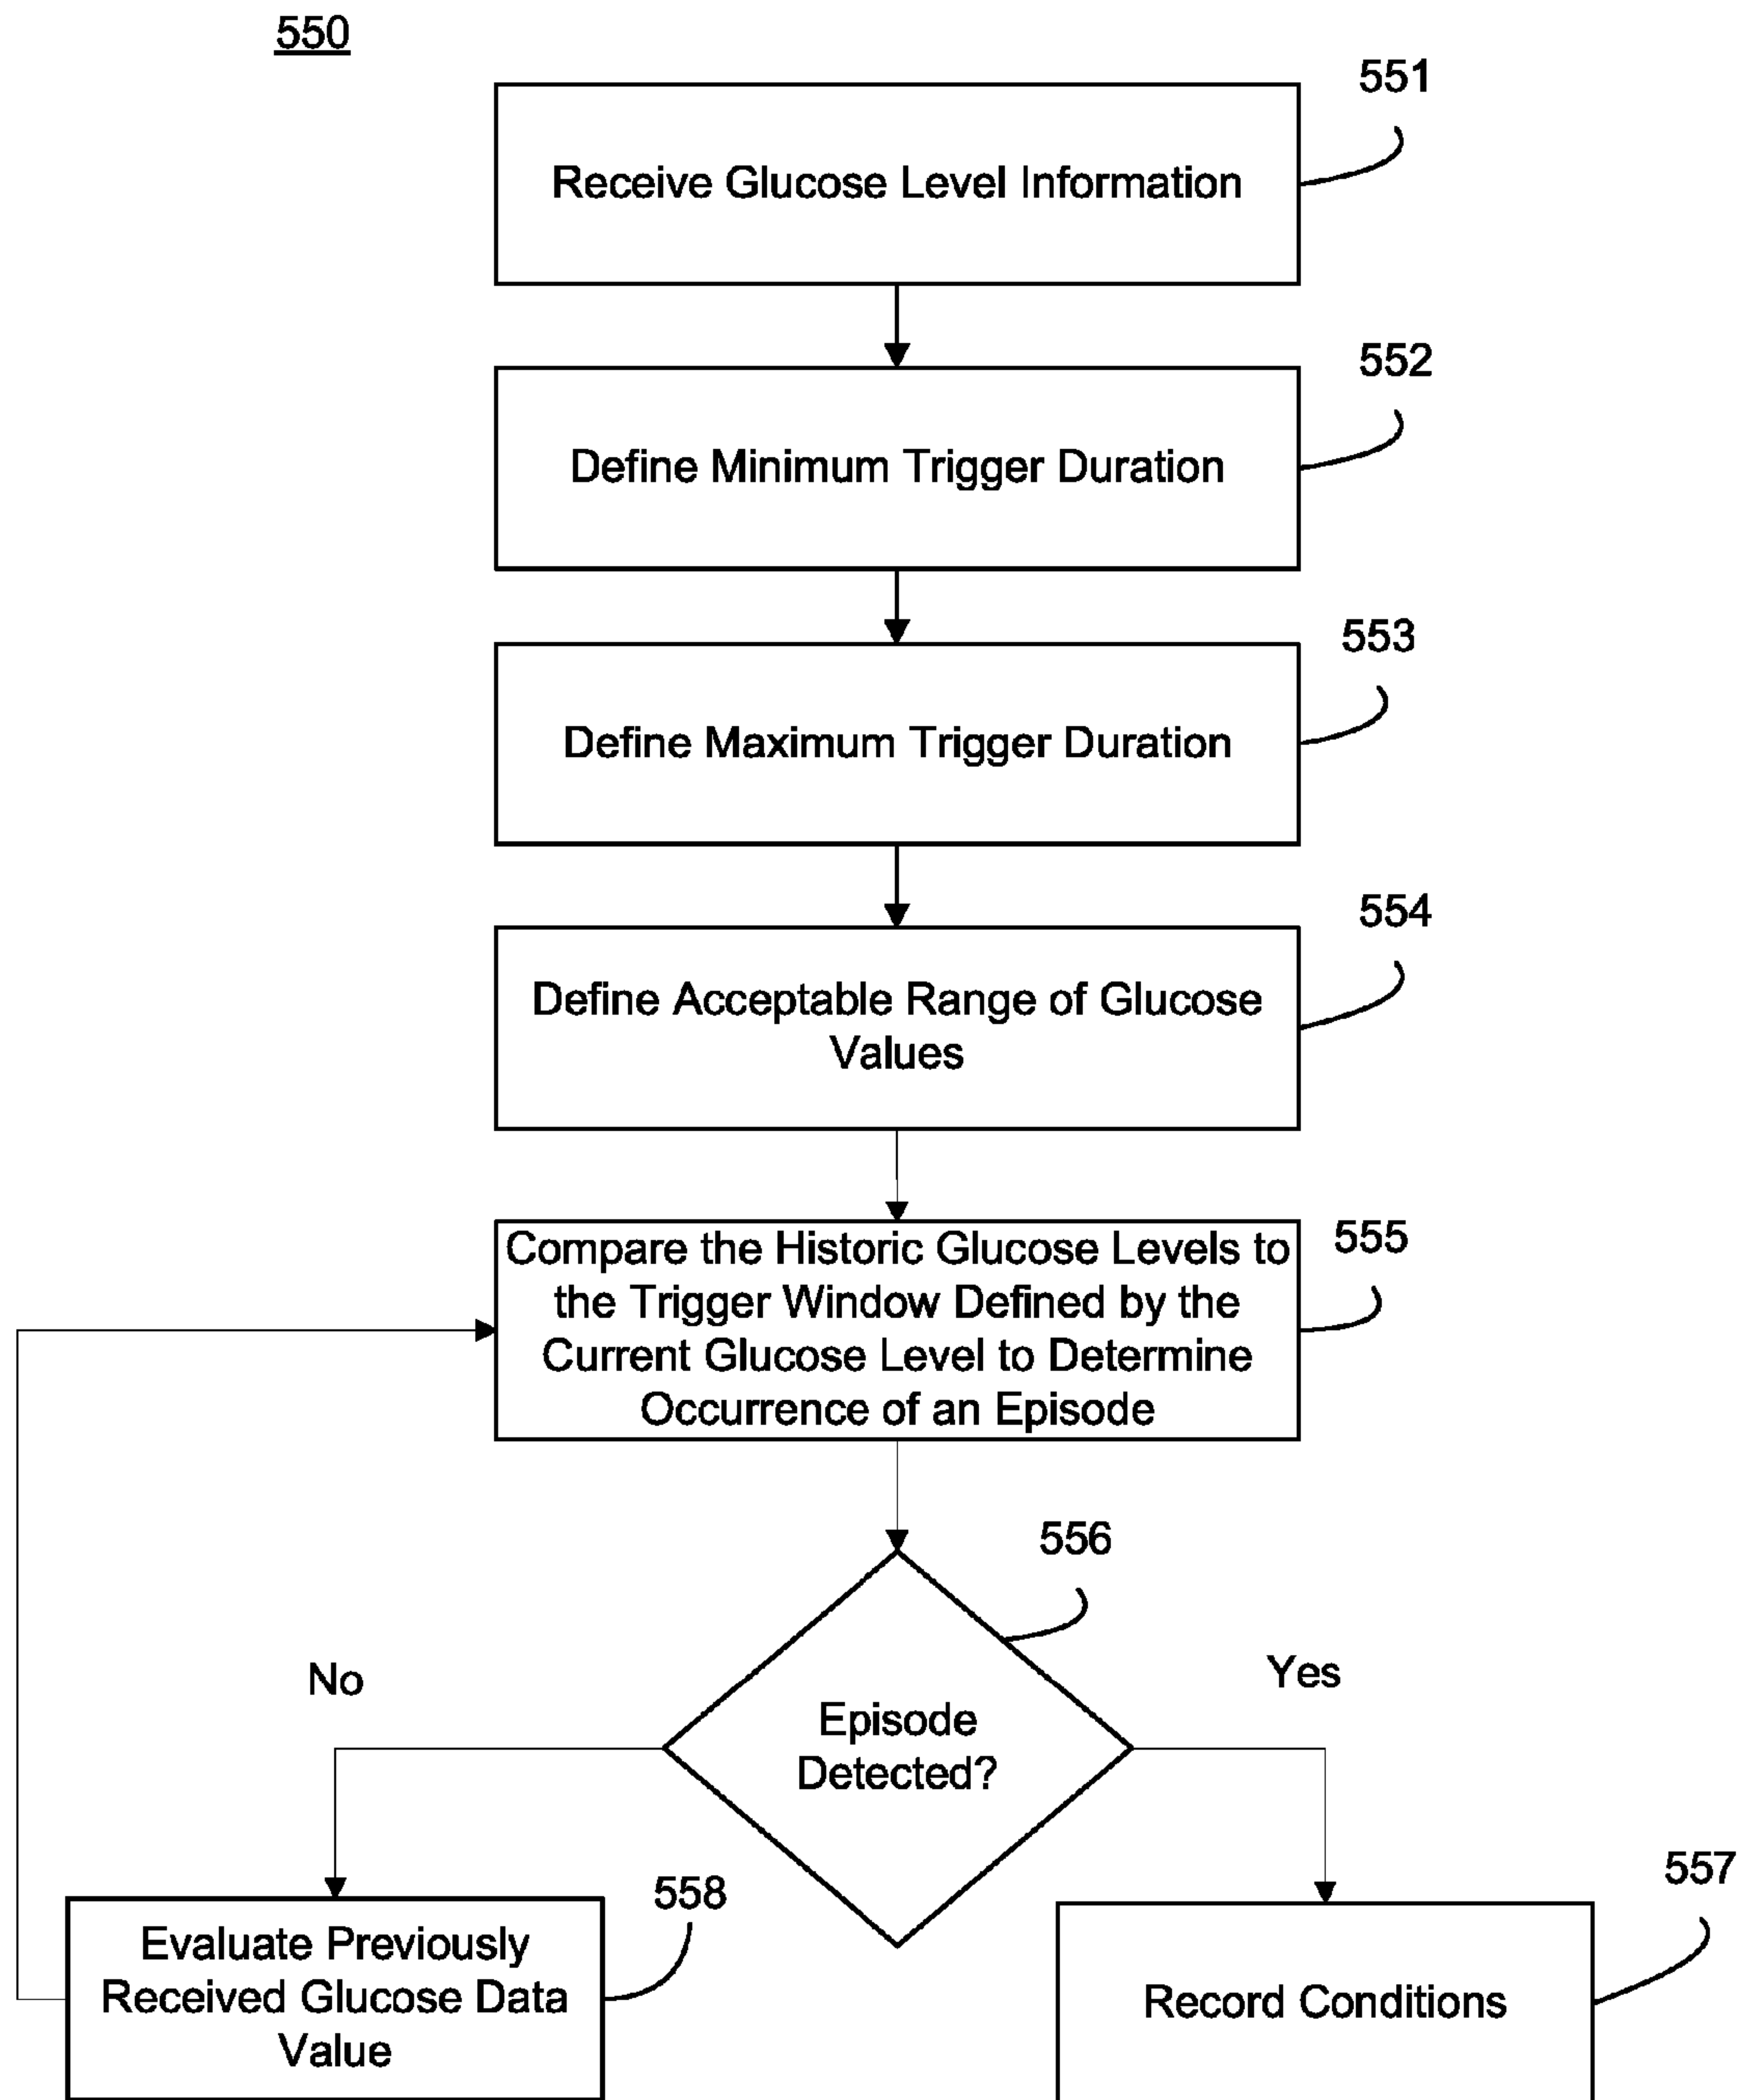 550
551
Receive Glucose Level Information
552
Define Minimum Trigger Duration
553
Define Maximum Trigger Duration
554
Define Acceptable Range of Glucose
Values
555
Compare the Historic Glucose Levels to
the Trigger Window Defined by the
Current Glucose Level to Determine
Occurrence of an Episode
556
No
Yes
Episode
Detected?
558
Evaluate Previously
Received Glucose Data
Value
557
Record Conditions